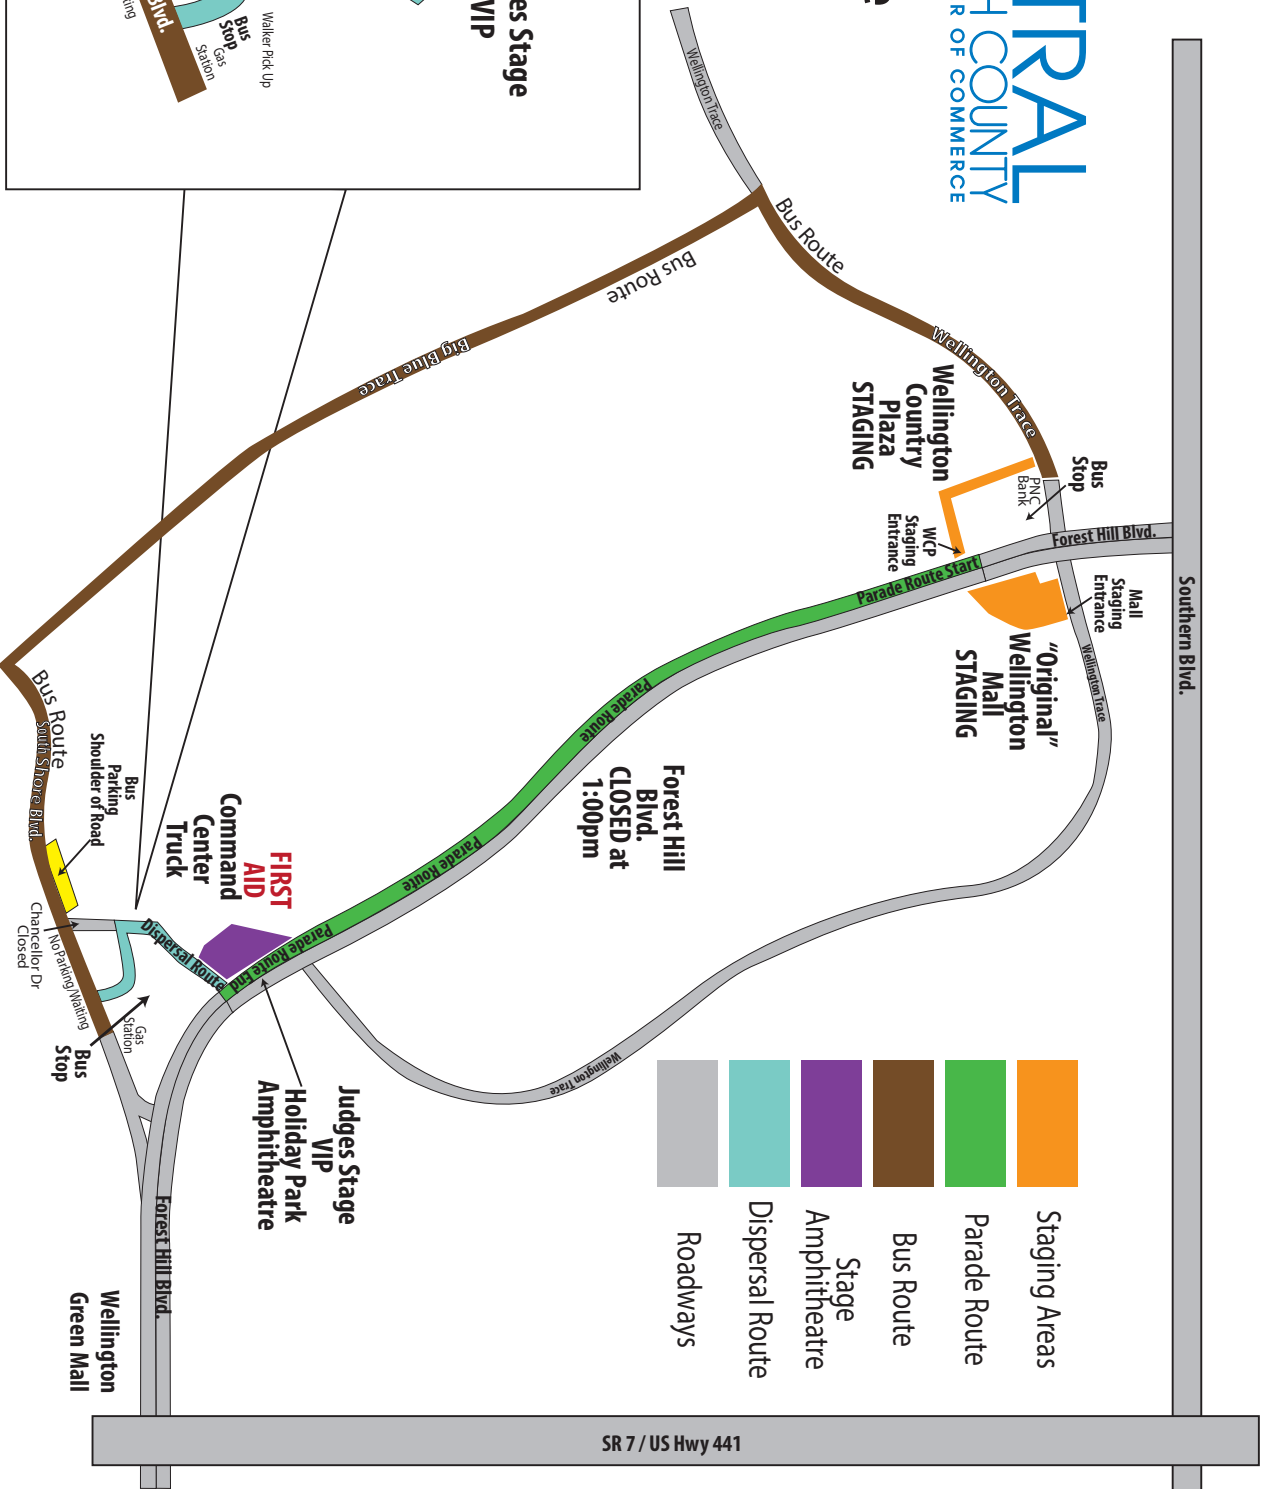 TRAL
H COUNTY
R OF COMMERCE
es Stage
VIP
Blvd.
Bus
Stop
Walker Pick Up
Gas
Station
Southern Blvd.
Wellington Trace
Bus Route
Bus Route
Wellington Trace
Big Blue Trace
Wellington
Country
Plaza
STAGING
Bus
Stop
PNC
Bank
WCP
Staging
Entrance
Forest Hill Blvd.
Mall
Staging
Entrance
Wellington Trace
"Original"
Wellington
Mall
STAGING
Parade Route Start
Parade Route
Forest Hill
Blvd.
CLOSED at
1:00pm
Parade Route
Parade Route End
FIRST
AID
Command
Center
Truck
Dispersal Route
Bus
Parking
Shoulder of Road
Bus Route
South Shore Blvd.
Chancellor Dr
Closed
No Parking/Waiting
Gas
Station
Bus
Stop
Wellington Trace
Judges Stage
VIP
Holiday Park
Amphitheatre
Forest Hill Blvd.
Wellington
Green Mall
SR 7 / US Hwy 441
Staging Areas
Parade Route
Bus Route
Stage
Amphitheatre
Dispersal Route
Roadways